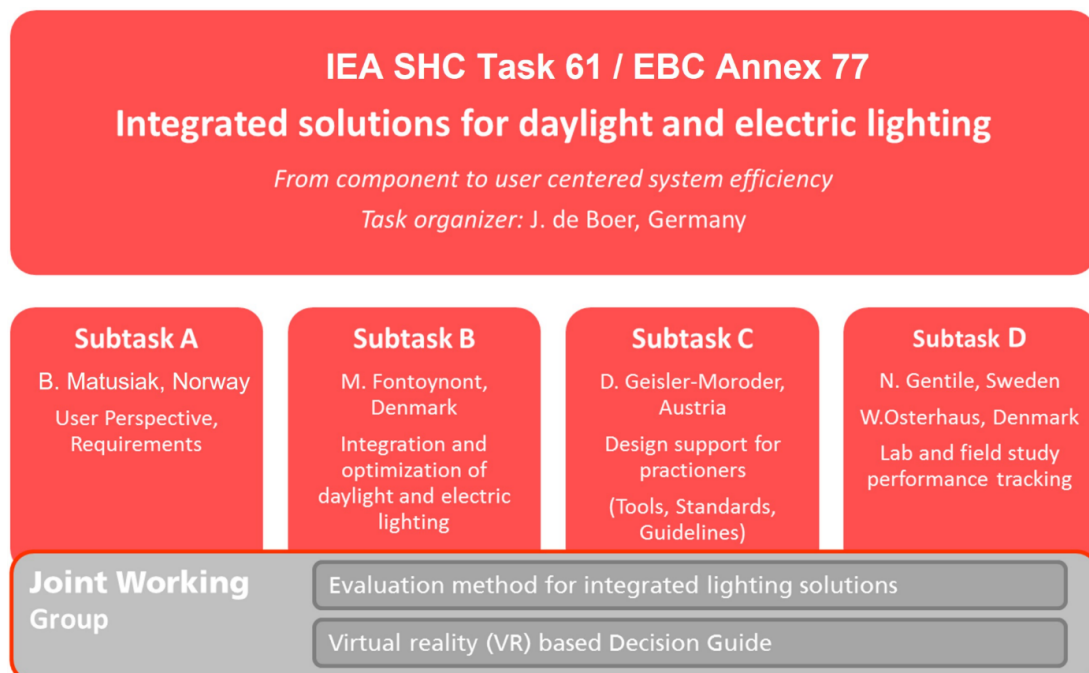 IEA SHC Task 61 / EBC Annex 77
Integrated solutions for daylight and electric lighting
From component to user centered system efficiency
Task organizer: J. de Boer, Germany
Subtask A
B. Matusiak, Norway
User Perspective,
Requirements
Subtask B
M. Fontoynont,
Denmark
Integration and
optimization of
daylight and electric
lighting
Subtask C
D. Geisler-Moroder,
Austria
Design support for
practioners
(Tools, Standards,
Guidelines)
Subtask D
N. Gentile, Sweden
W.Osterhaus, Denmark
Lab and field study
performance tracking
Joint Working
Group
Evaluation method for integrated lighting solutions
Virtual reality (VR) based Decision Guide